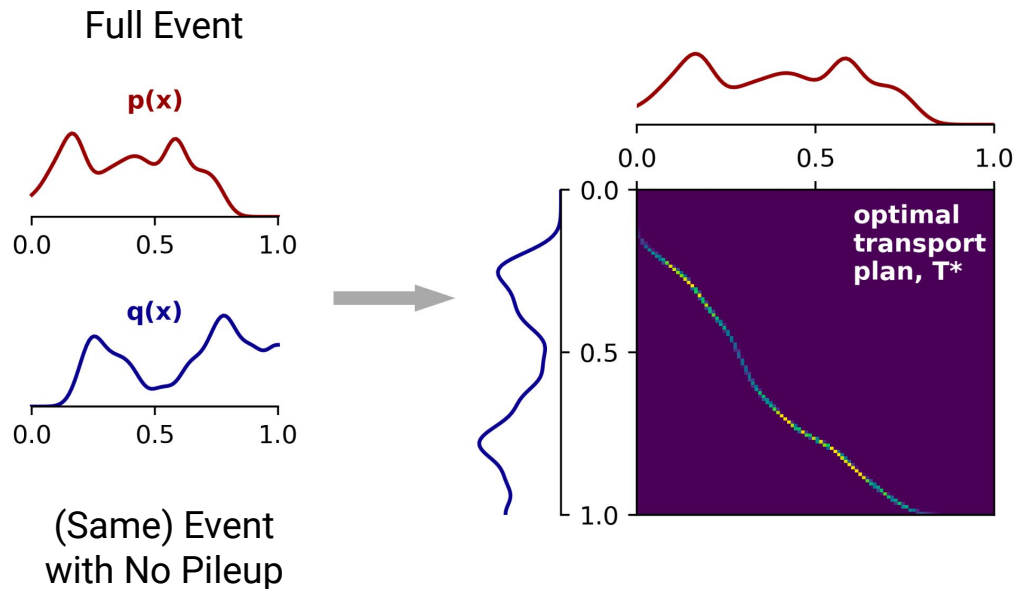 Full Event
p(x)
0.0 0.5 1.0
q(x)
0.0 0.5 1.0
(Same) Event
with No Pileup
0.0 0.5 1.0
0.0
0.5
1.0
optimal
transport
plan, T*